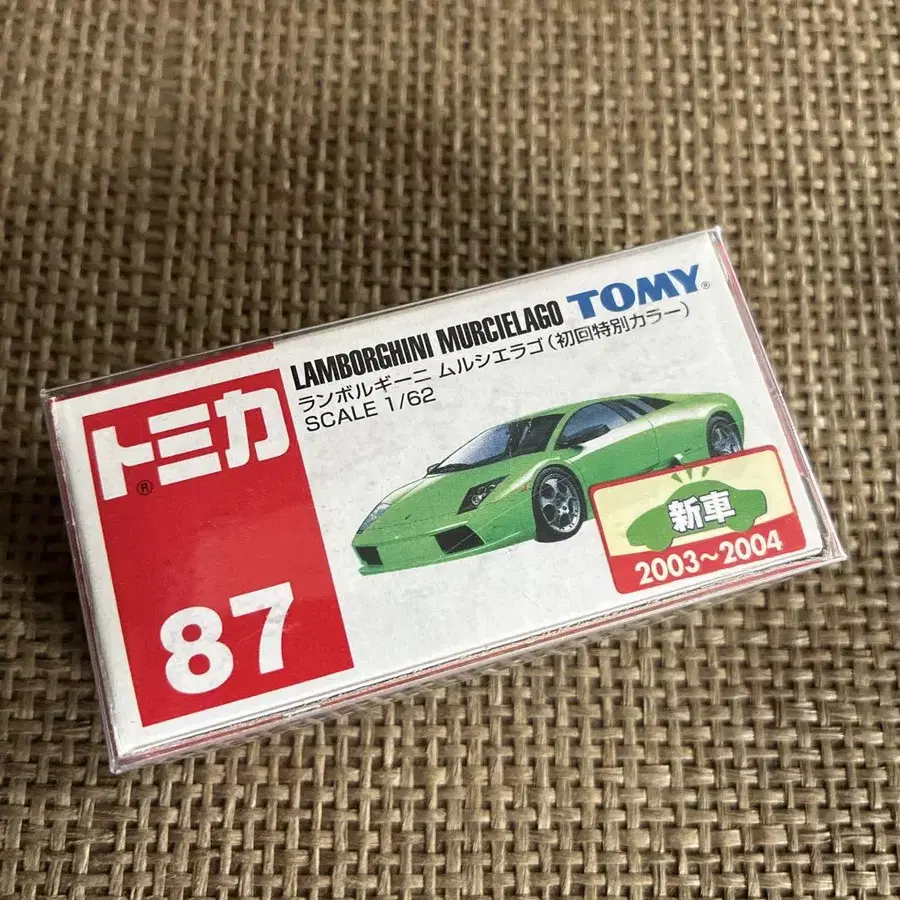 トミカ®
87
LAMBORGHINI MURCIELAGO
TOMY®
ランボルギーニ ムルシエラゴ(初回特別カラー)
SCALE 1/62
新車
2003~2004